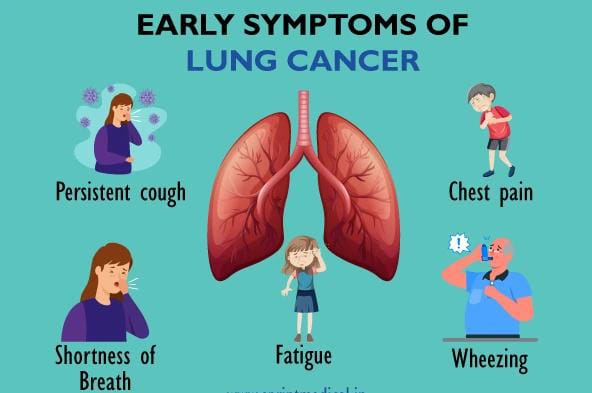 EARLY SYMPTOMS OF
LUNG CANCER
Persistent cough
Chest pain
Shortness of
Breath
Fatigue
Wheezing